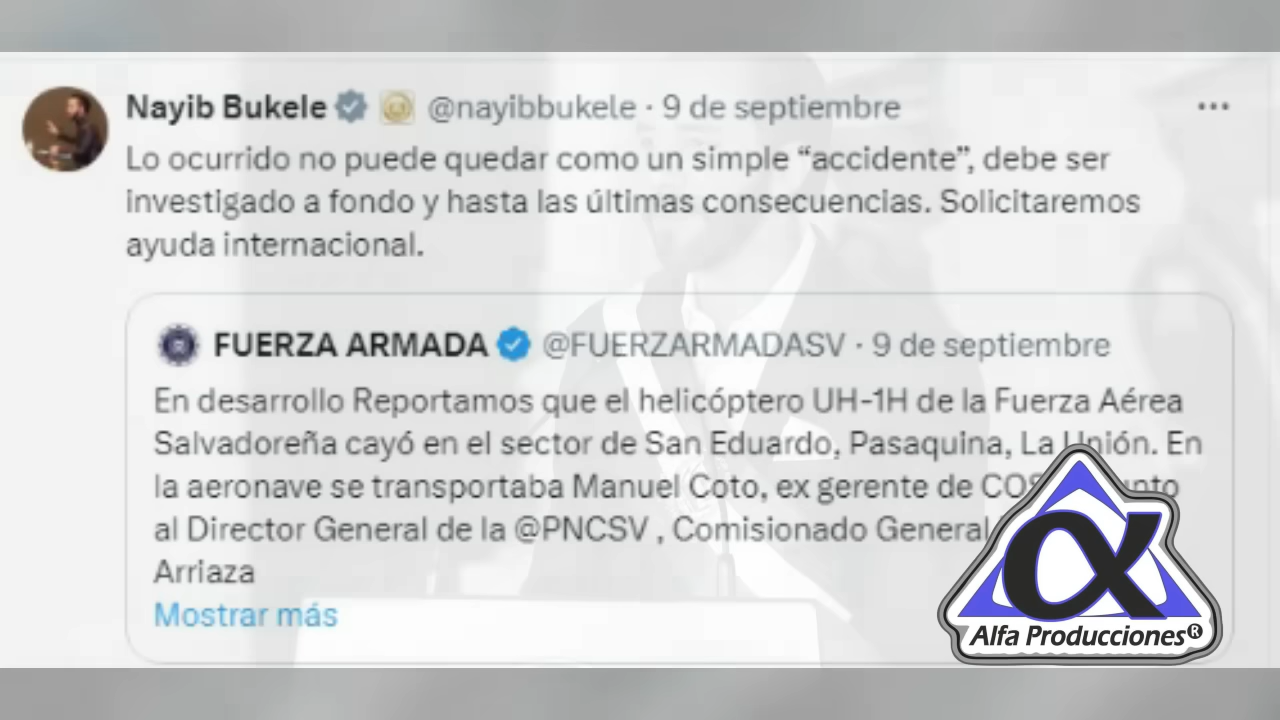 Nayib Bukele @nayibbukele · 9 de septiembre
Lo ocurrido no puede quedar como un simple “accidente”, debe ser
investigado a fondo y hasta las últimas consecuencias. Solicitaremos
ayuda internacional.
FUERZA ARMADA @FUERZARMADASV · 9 de septiembre
En desarrollo Reportamos que el helicóptero UH-1H de la Fuerza Aérea
Salvadoreña cayó en el sector de San Eduardo, Pasaquina, La Unión. En
la aeronave se transportaba Manuel Coto, ex gerente de
al Director General de la @PNCSV , Comisionado General
Arriaza
Mostrar más
Alfa Producciones®